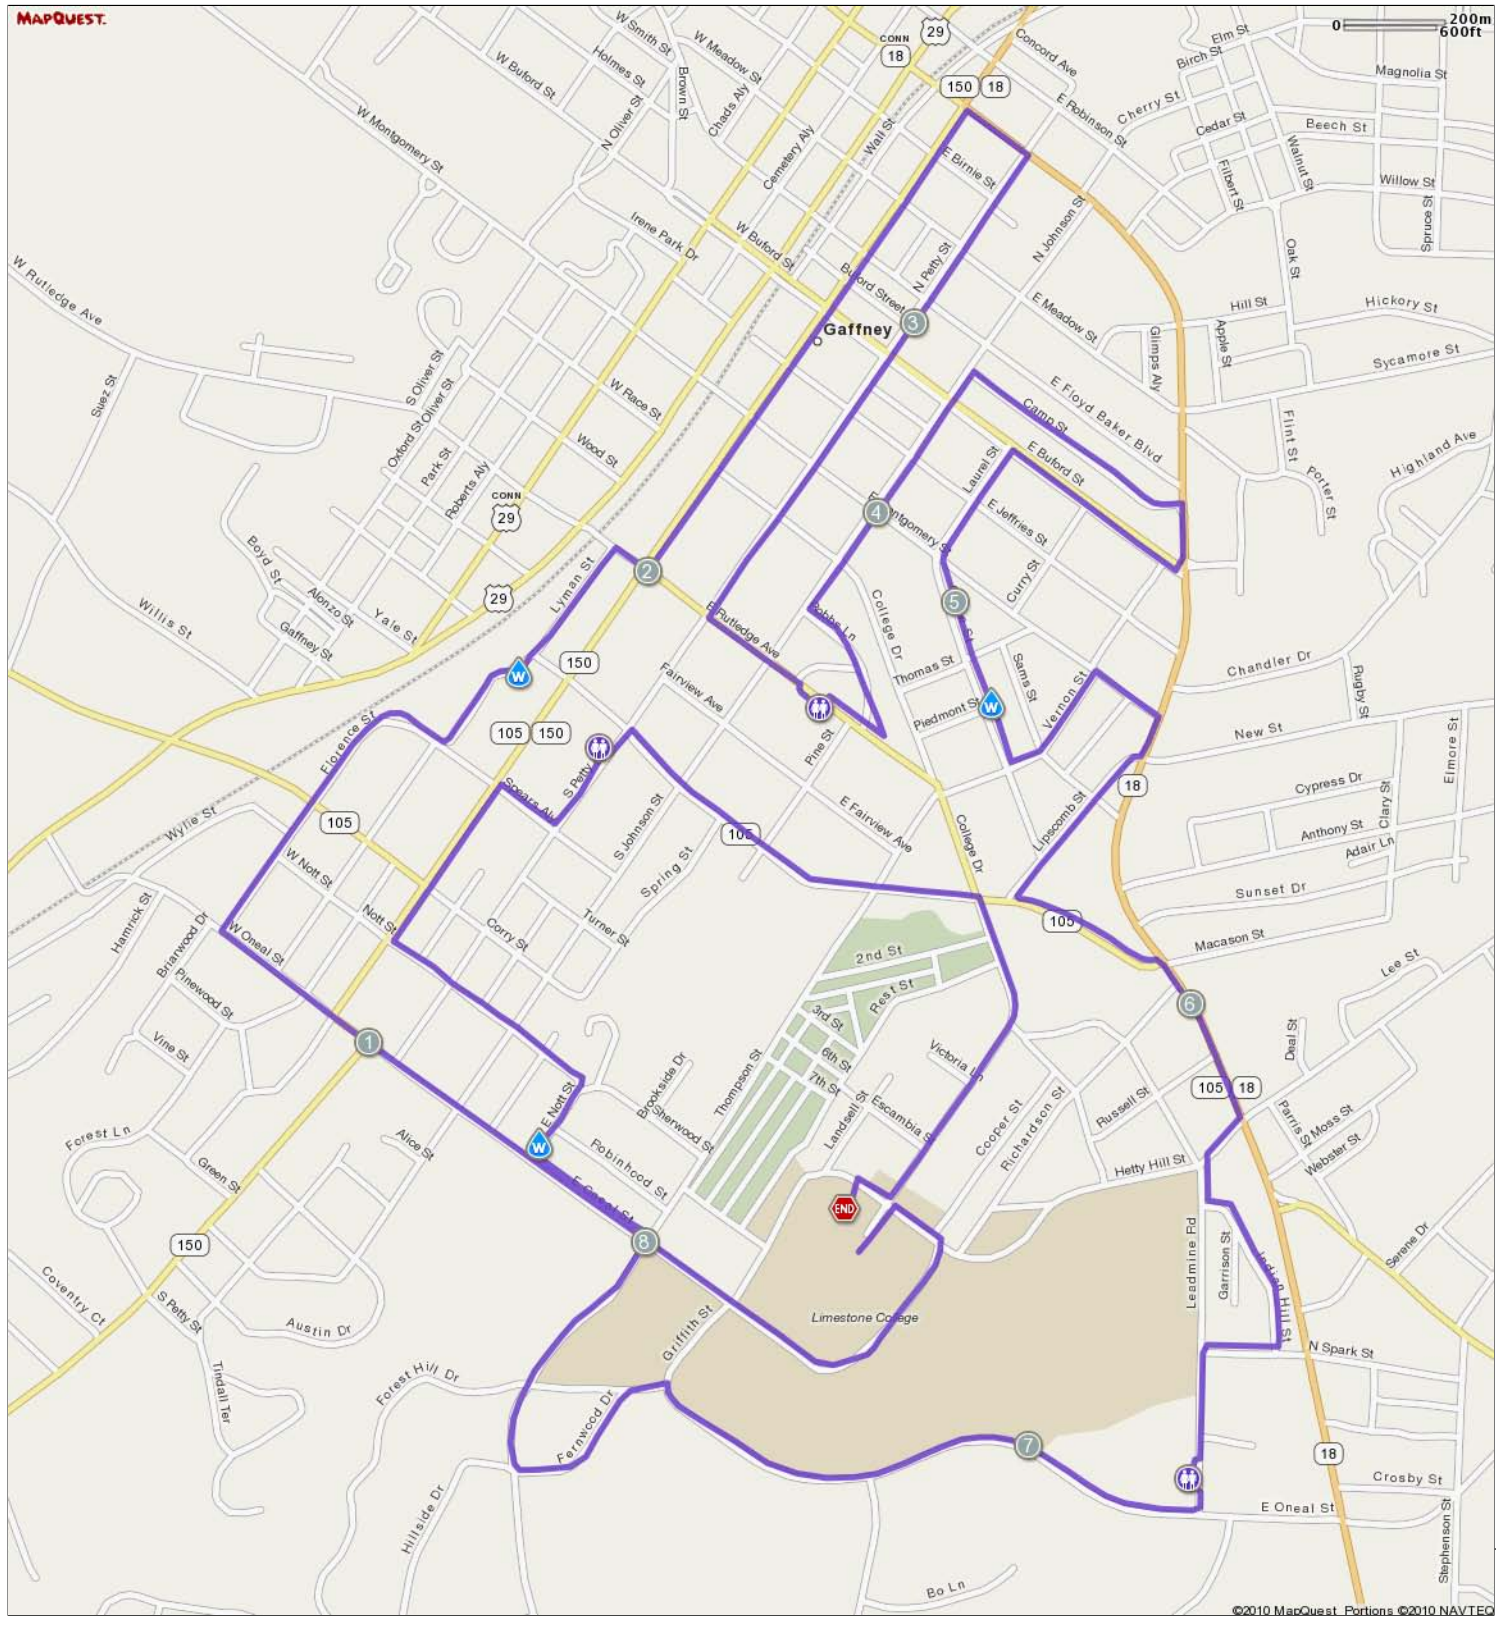 MAPQUEST.
0 200m
600ft
W Smith St
W Meadow St
CONN
18
29
Concord Ave
Elm St
Birch St
Magnolia St
Holmes St
W Buford St
Brown St
Chads Aly
150 18
E Robinson St
Cherry St
Cedar St
Beech St
W Montgomery St
N Oliver St
Cemetery Aly
Wall St
E Birnie St
Walnut St
Filbert St
Willow St
Spruce St
Irene Park Dr
W Buford St
N Johnson St
N Petty St
Oak St
W Rutledge Ave
Buford Street
3
Gaffney
E Meadow St
Hill St
Hickory St
Glimps Aly
Apple St
Sycamore St
Suez St
S Oliver St
Oliver St
Oxford St
W Race St
Wood St
Park St
Roberts Aly
E Floyd Baker Blvd
Camp St
E Buford St
Laurel St
Flint St
Porter St
Highland Ave
CONN
29
4
E Montgomery St
E Jeffries St
Curry St
Boyd St
Alonzo St
Gaffney St
Yale St
Willis St
29
Lyman St
2
5
E Rutledge Ave
Bobbs Ln
College Dr
Thomas St
Sams St
Piedmont St
Vernon St
Chandler Dr
Rugby St
150
W
W
Fairview Ave
Pine St
New St
Elmore St
105 150
Florence St
S Petty
Spears Aly
S Johnson St
Spring St
105
E Fairview Ave
College Dr
Lipscomb St
18
Cypress Dr
Clary St
Anthony St
Adair Ln
Sunset Dr
Wylie St
105
W Nott St
Nott St
Corry St
Turner St
105
Macason St
Hamrick St
Briarwood Dr
W Oneal St
Pinewood St
Vine St
1
2nd St
Rest St
3rd St
6th St
7th St
6
Lee St
Deal St
Victoria Ln
Thompson St
Brookside Dr
Sherwood St
Landsell St
Escambia St
Cooper St
Richardson St
Russell St
105 18
Parris St
S Moss St
Webster St
Hetty Hill St
E Nott St
W
Robinhood St
E Oneal St
Forest Ln
Alice St
Green St
END
8
150
Leadmine Rd
Garrison St
Indian Hill St
Serene Dr
Coventry Ct
S Petty St
Austin Dr
Tindall Ter
Limestone College
Griffith St
N Spark St
Forest Hill Dr
Fernwood Dr
7
18
Crosby St
E Oneal St
Stephenson St
Hillside Dr
Bo Ln
©2010 MapQuest Portions ©2010 NAVTEQ